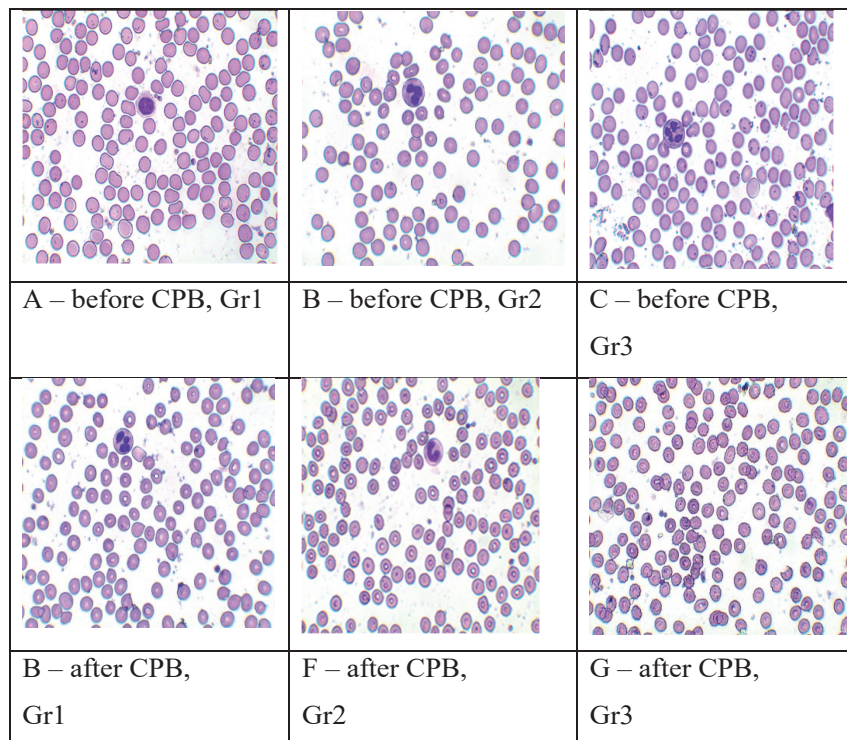 A – before CPB, Gr1
B – before CPB, Gr2
C – before CPB,
Gr3
B – after CPB,
Gr1
F – after CPB,
Gr2
G – after CPB,
Gr3